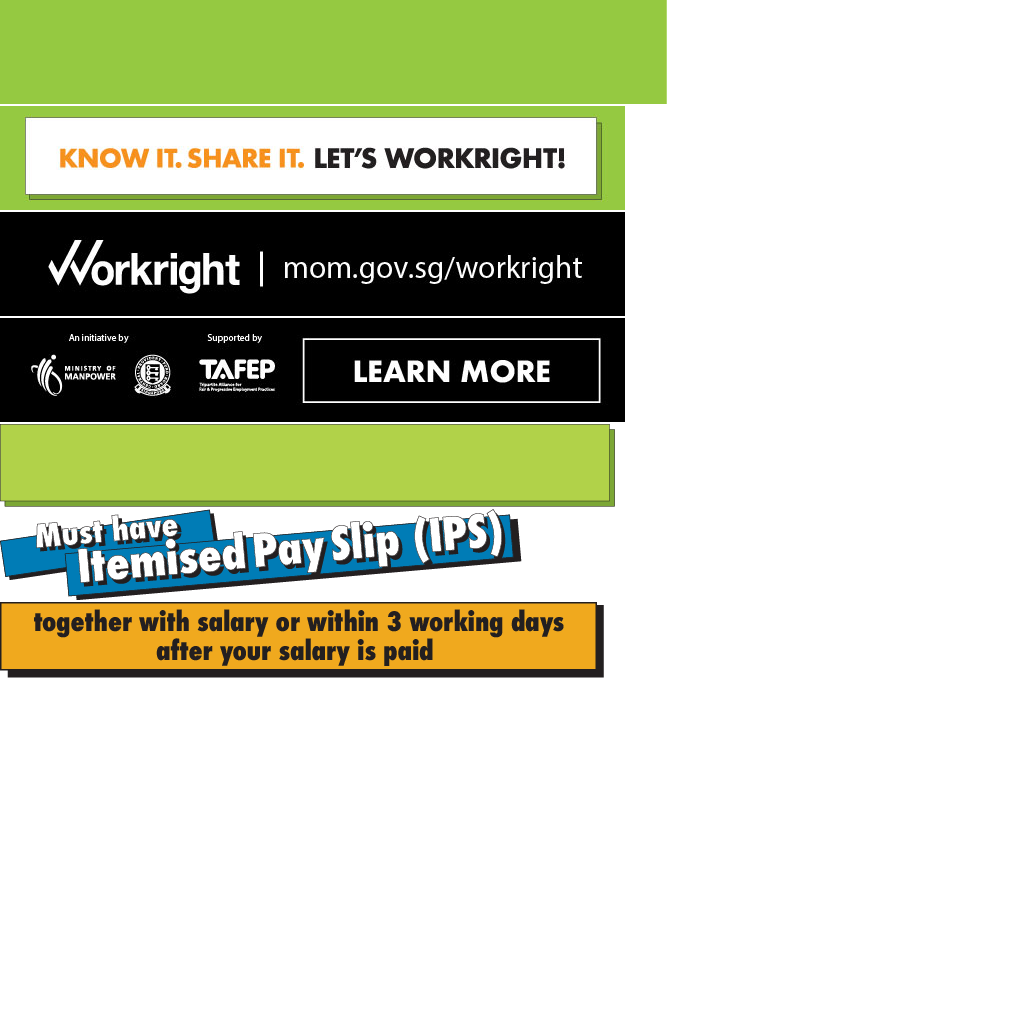 KNOW IT. SHARE IT. LET'S WORKRIGHT!
Workright | mom.gov.sg/workright
An initiative by
Supported by
MINISTRY OF
MANPOWER
TAFEP
Tripartite Alliance for
Fair & Progressive Employment Practices
LEARN MORE
Must have
Itemised Pay Slip (IPS)
together with salary or within 3 working days
after your salary is paid